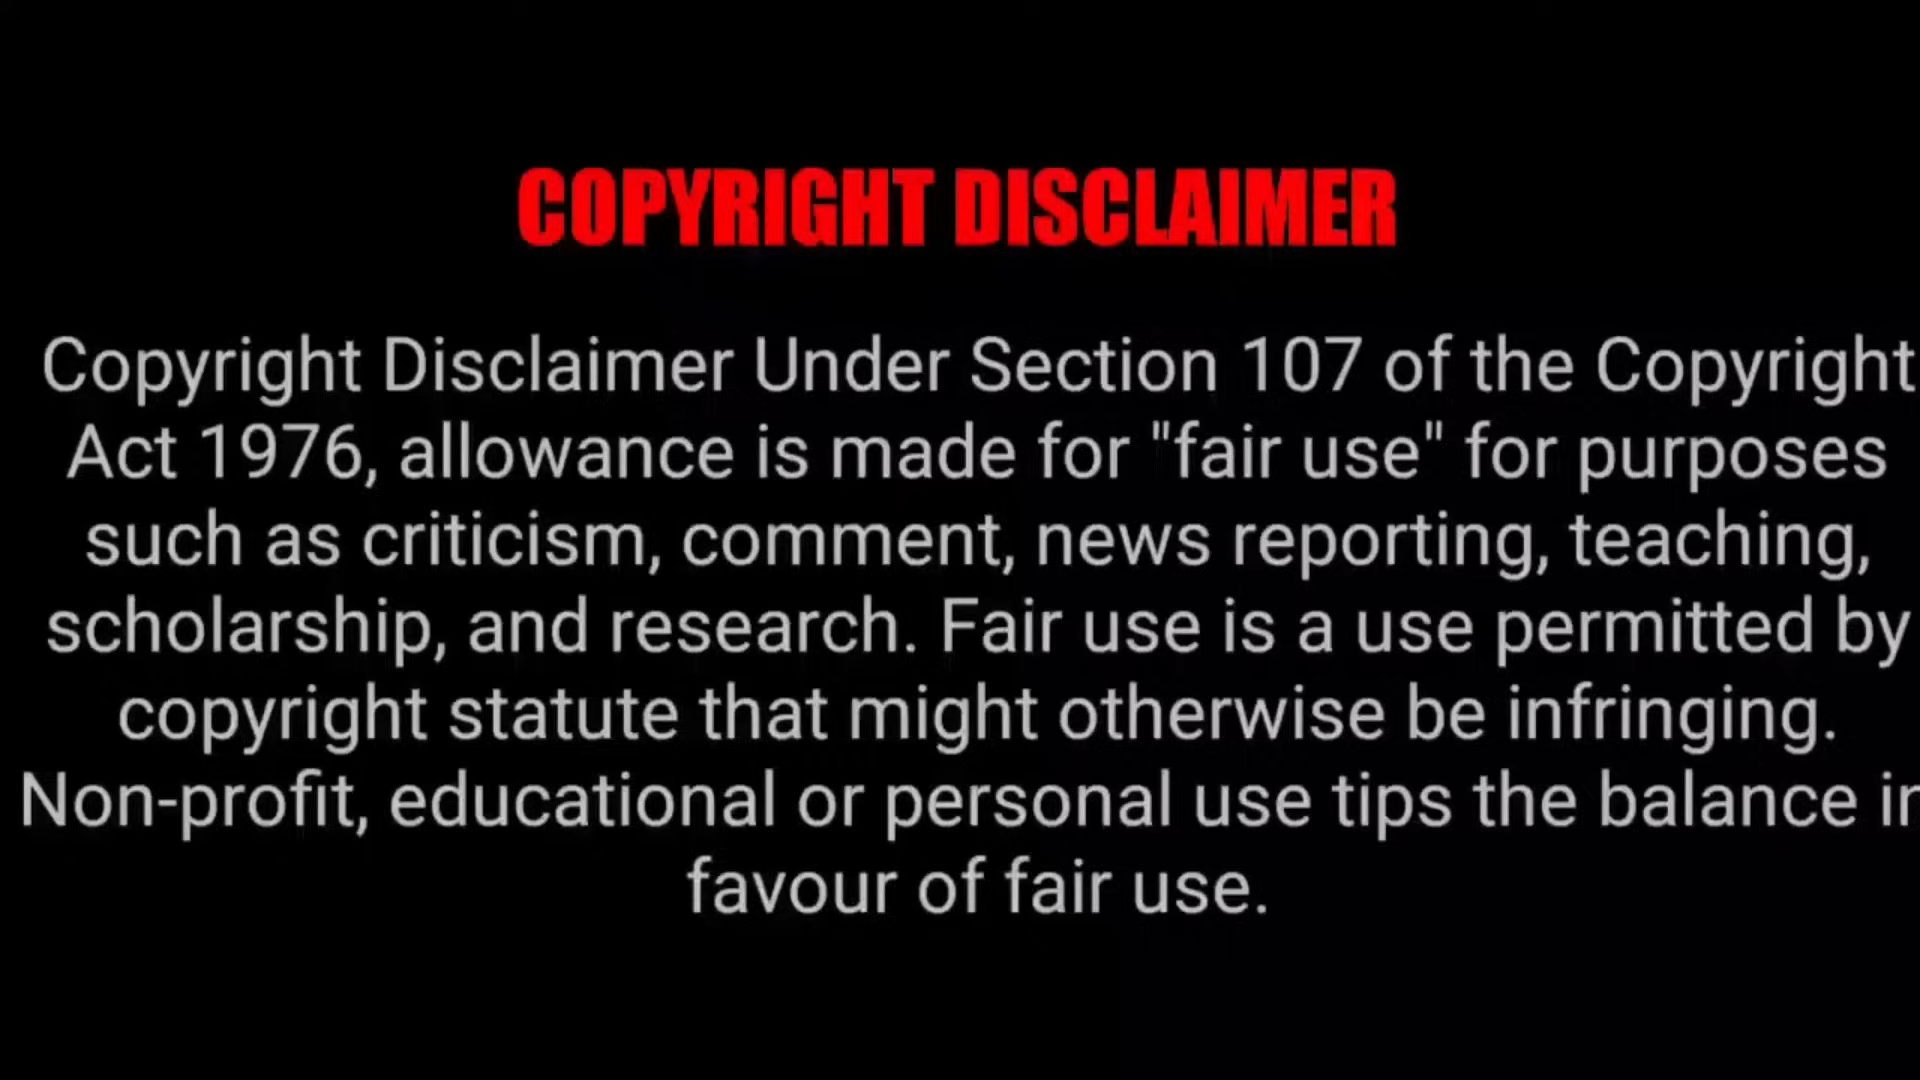 COPYRIGHT DISCLAIMER
Copyright Disclaimer Under Section 107 of the Copyright
Act 1976, allowance is made for "fair use" for purposes
such as criticism, comment, news reporting, teaching,
scholarship, and research. Fair use is a use permitted by
copyright statute that might otherwise be infringing.
Non-profit, educational or personal use tips the balance in
favour of fair use.